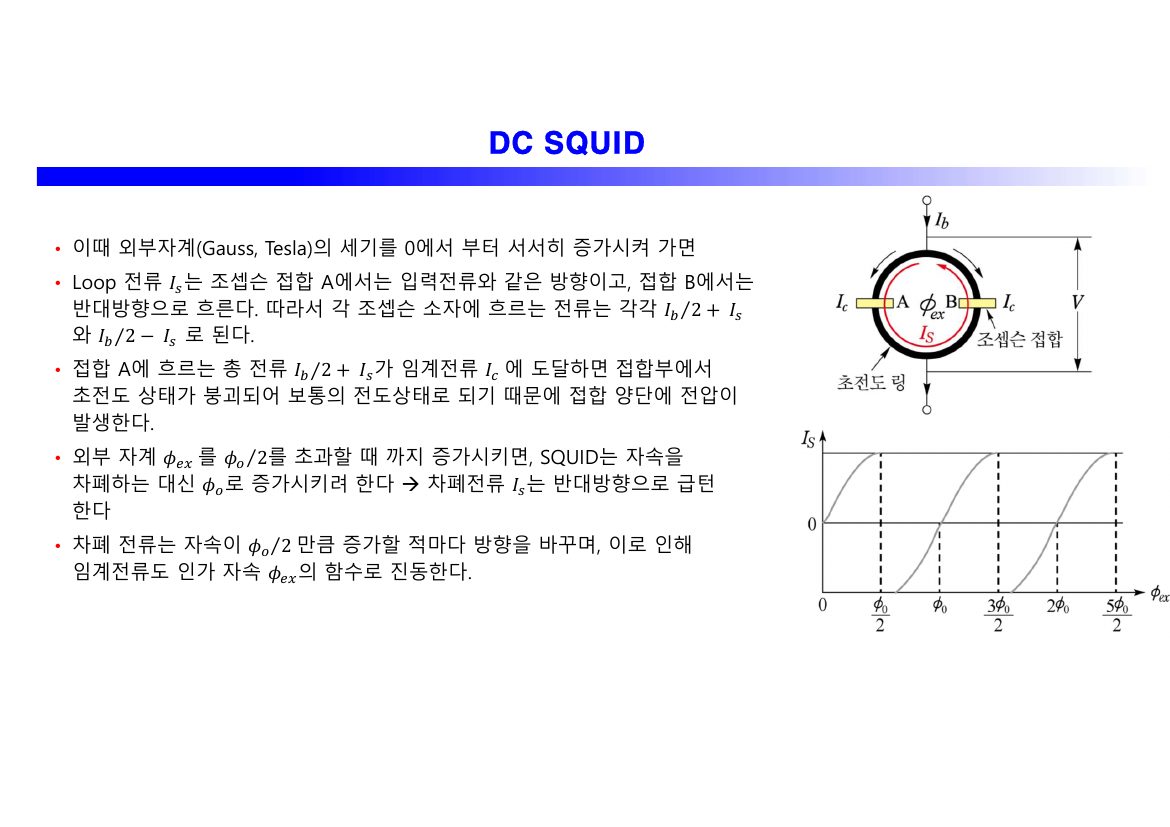 DC SQUID
• 이때 외부자계(Gauss, Tesla)의 세기를 0에서 부터 서서히 증가시켜 가면
• Loop 전류 I_s는 조셉슨 접합 A에서는 입력전류와 같은 방향이고, 접합 B에서는
반대방향으로 흐른다. 따라서 각 조셉슨 소자에 흐르는 전류는 각각 I_b/2 + I_s
와 I_b/2 − I_s 로 된다.
• 접합 A에 흐르는 총 전류 I_b/2 + I_s가 임계전류 I_c 에 도달하면 접합부에서
초전도 상태가 붕괴되어 보통의 전도상태로 되기 때문에 접합 양단에 전압이
발생한다.
• 외부 자계 ϕ_ex 를 ϕ_o/2를 초과할 때 까지 증가시키면, SQUID는 자속을
차폐하는 대신 ϕ_o로 증가시키려 한다 → 차폐전류 I_s는 반대방향으로 급턴
한다
• 차폐 전류는 자속이 ϕ_o/2 만큼 증가할 적마다 방향을 바꾸며, 이로 인해
임계전류도 인가 자속 ϕ_ex의 함수로 진동한다.
I_b
I_c A ϕ_ex B I_c V
I_S
조셉슨 접합
초전도 링
I_S
0
0 ϕ_0/2 ϕ_0 3ϕ_0/2 2ϕ_0 5ϕ_0/2 ϕ_ex